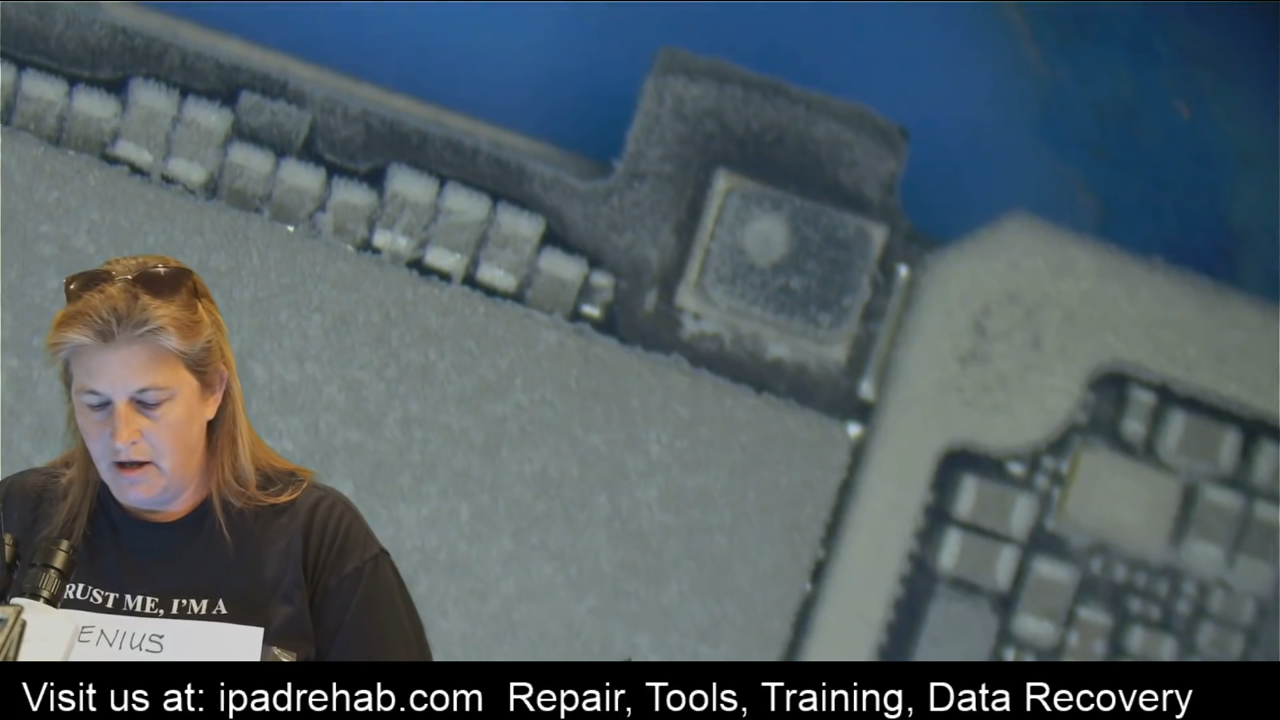 RUST ME, I'M A
ENIUS
Visit us at: ipadrehab.com Repair, Tools, Training, Data Recovery